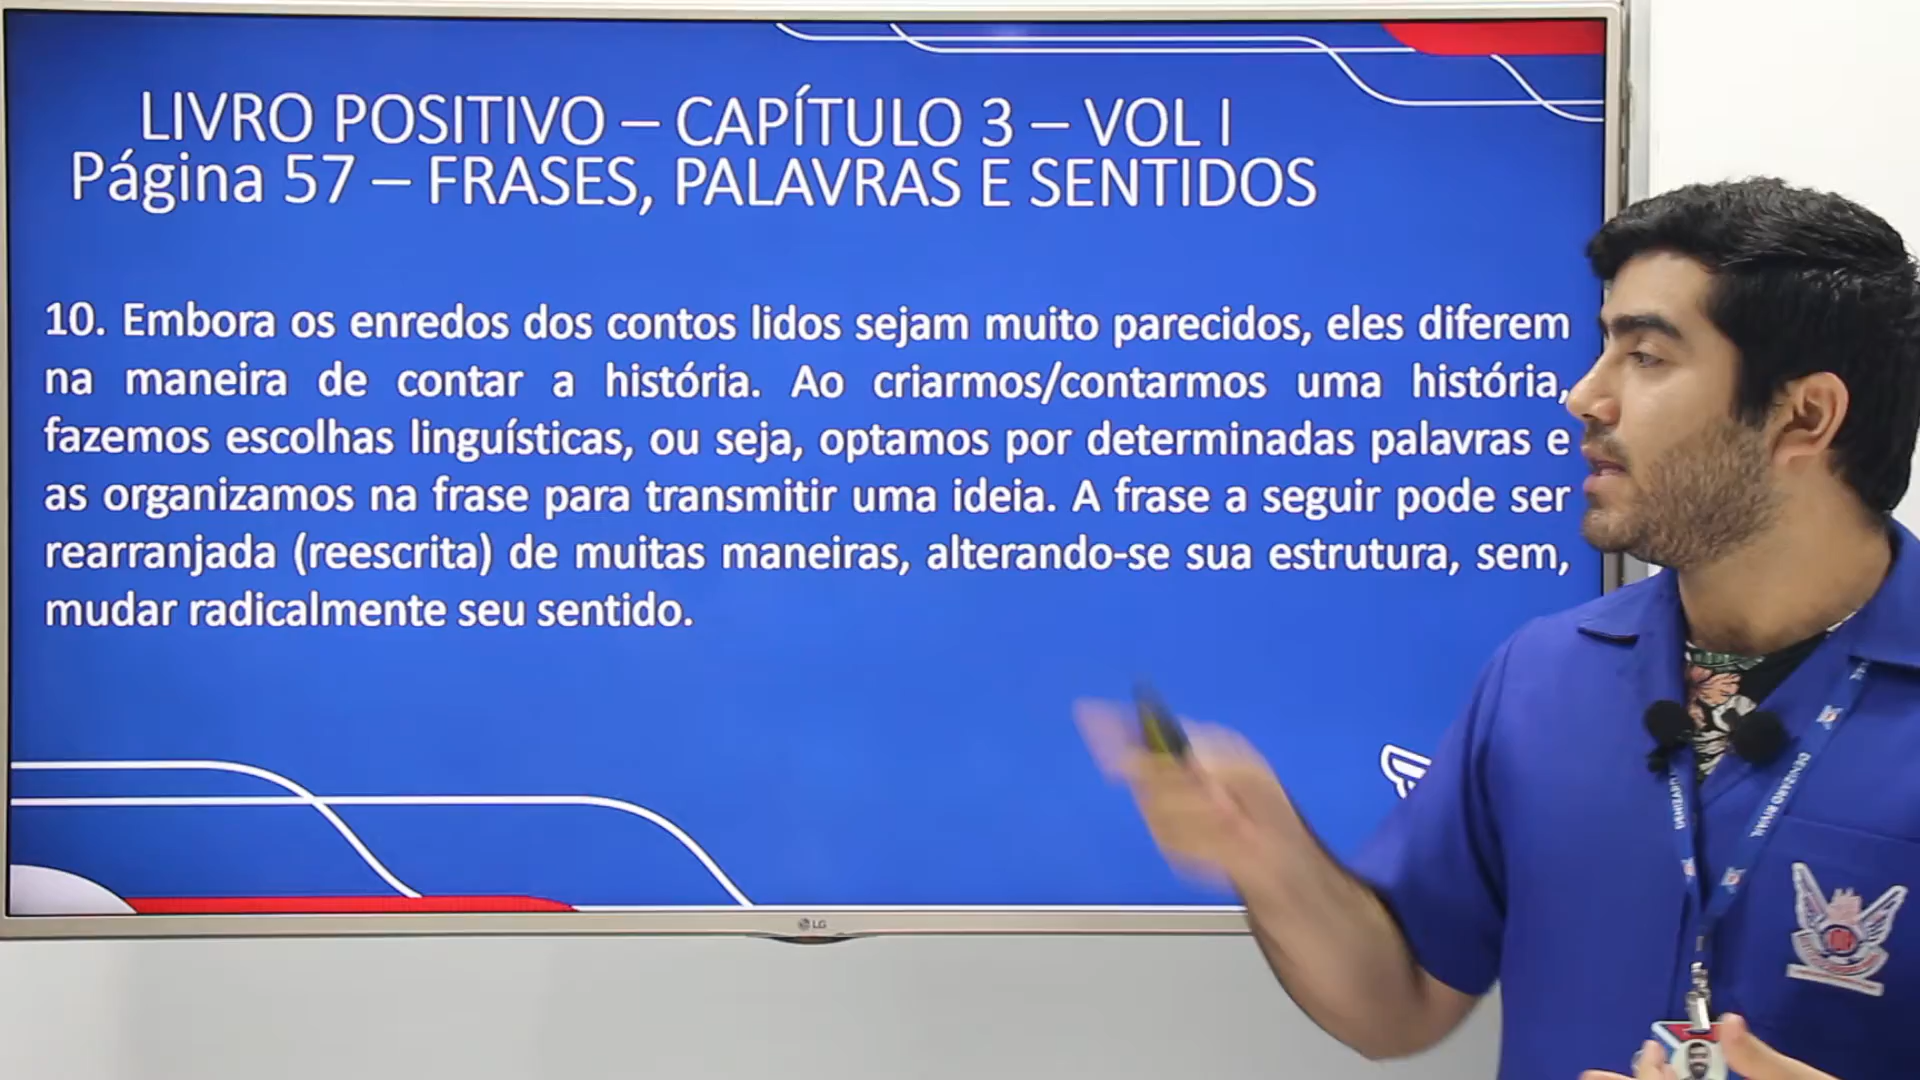 LIVRO POSITIVO – CAPÍTULO 3 – VOL I
Página 57 – FRASES, PALAVRAS E SENTIDOS
10. Embora os enredos dos contos lidos sejam muito parecidos, eles diferem
na maneira de contar a história. Ao criarmos/contarmos uma história,
fazemos escolhas linguísticas, ou seja, optamos por determinadas palavras e
as organizamos na frase para transmitir uma ideia. A frase a seguir pode ser
rearranjada (reescrita) de muitas maneiras, alterando-se sua estrutura, sem,
mudar radicalmente seu sentido.
LG
DENIZARD RIVAIL